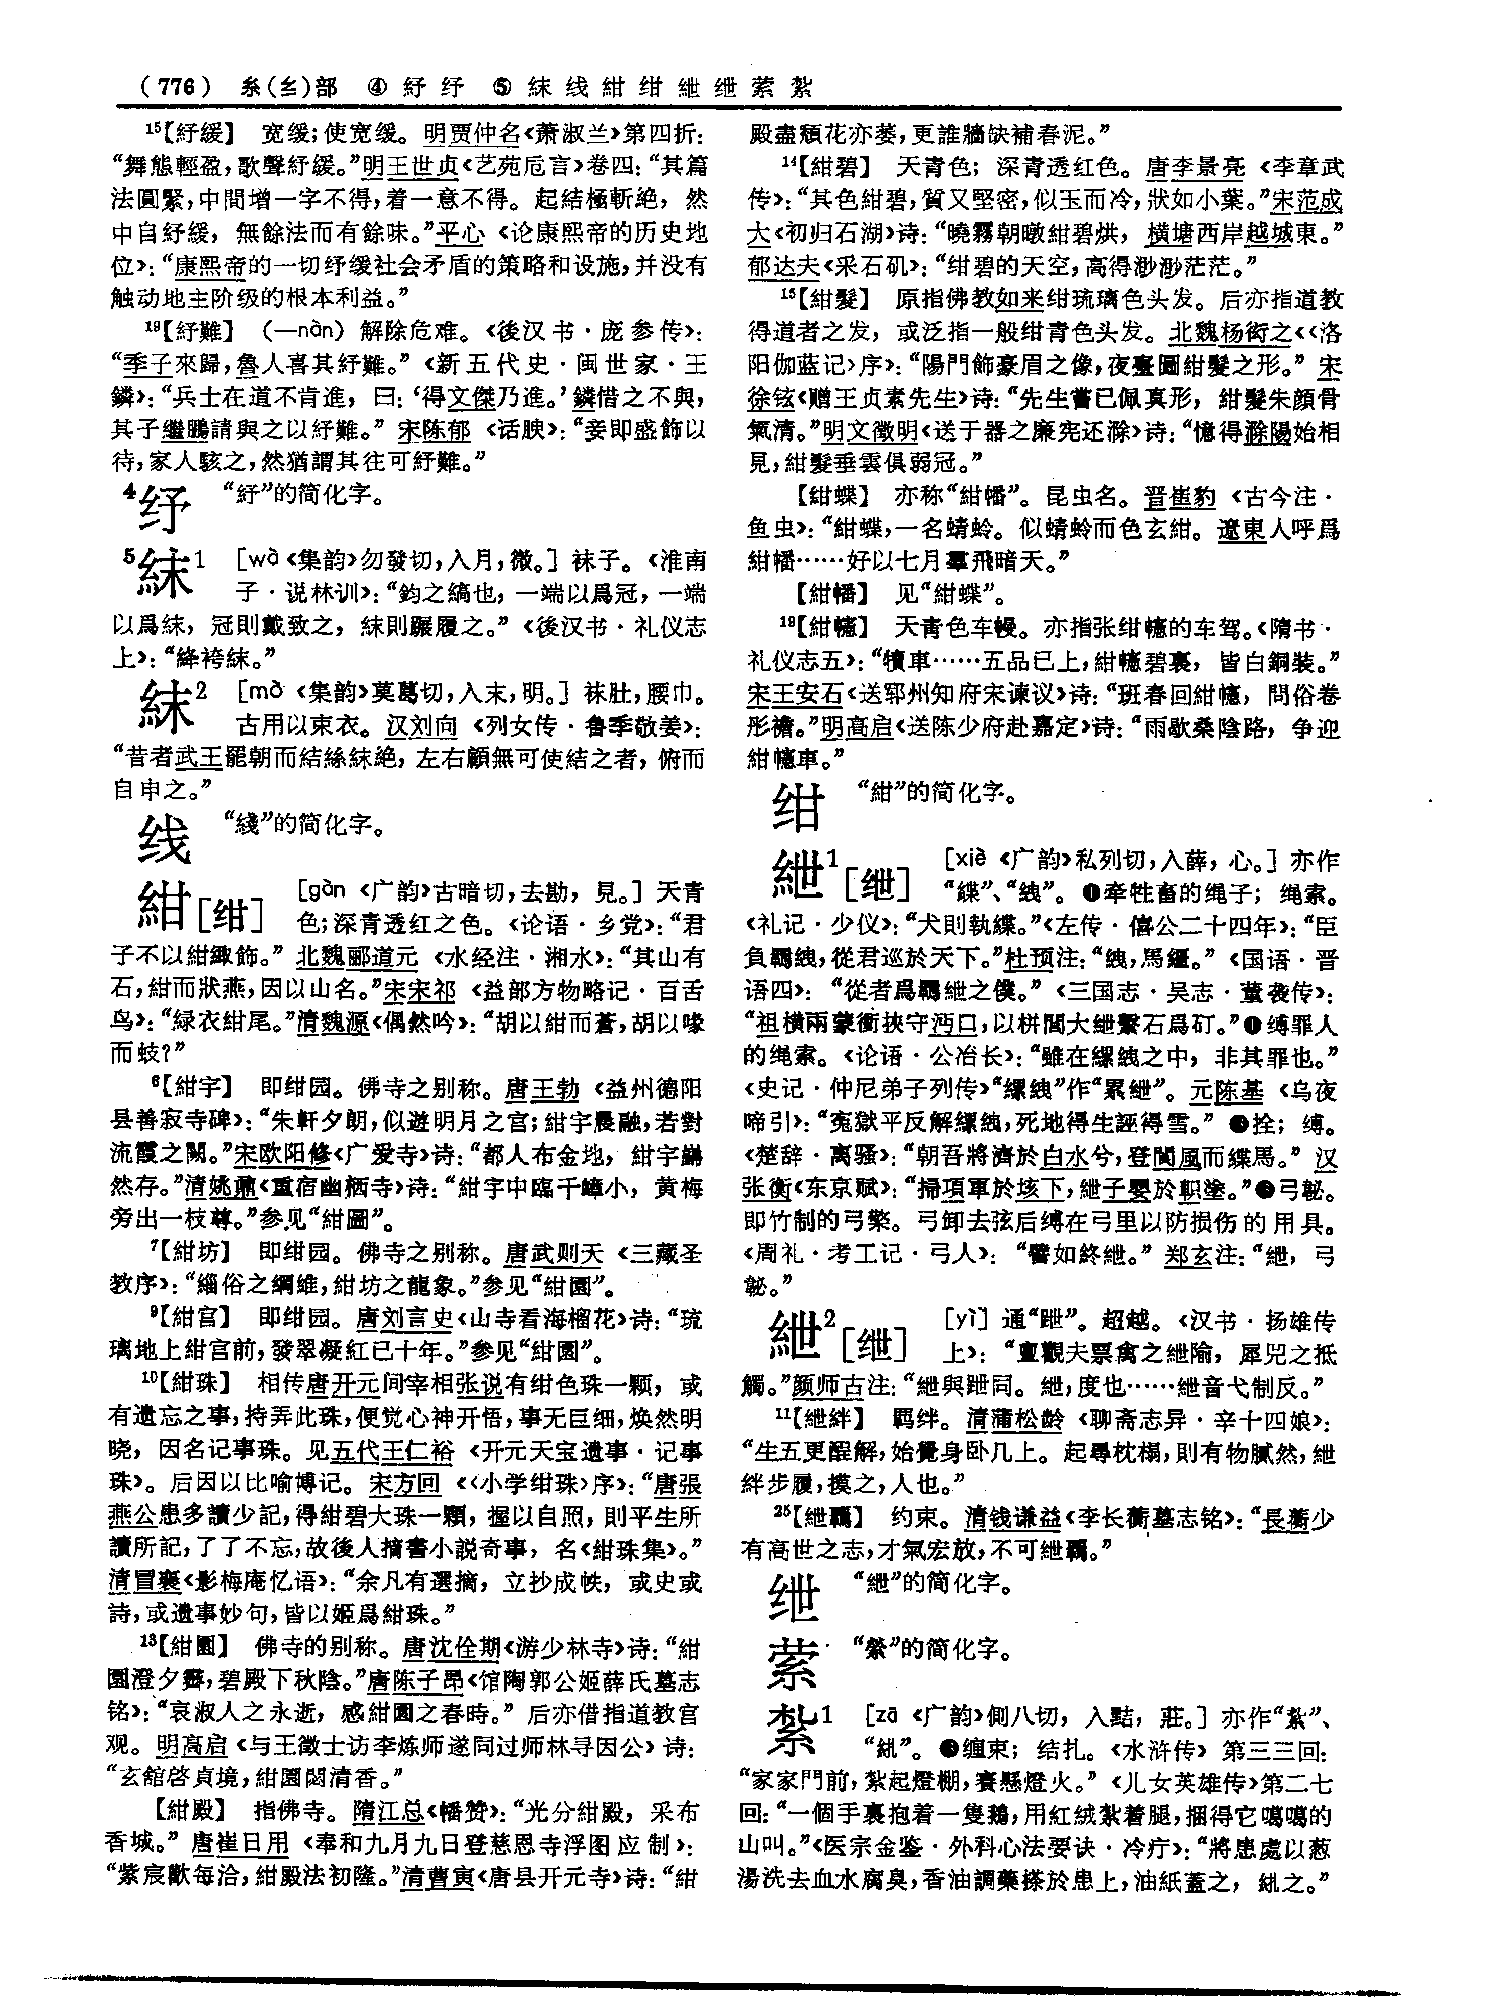 (776) 糸(纟)部 ④ 紓 纾 ⑤ 絉 线 紺 绀 紲 绁 萦 紮
15【紓緩】 宽缓;使宽缓。明贾仲名《萧淑兰》第四折:
“舞態輕盈,歌聲紓緩。”明王世贞《艺苑卮言》卷四:“其篇
法圓緊,中間增一字不得,着一意不得。起結極斬絶,然
中自紓緩,無餘法而有餘味。”平心《论康熙帝的历史地
位》:“康熙帝的一切纾缓社会矛盾的策略和设施,并没有
触动地主阶级的根本利益。”
19【紓難】 (—nàn) 解除危难。《後汉书·庞参传》:
“季子來歸,魯人喜其紓難。”《新五代史·闽世家·王
鏻》:“兵士在道不肯進,曰:‘得文傑乃進。’鏻惜之不與,
其子繼鵬請與之以紓難。”宋陈郁《话腴》:“妾即盛飾以
待,家人駭之,然猶謂其往可紓難。”
4纾 “紓”的简化字。
5絉1 [wà《集韵》勿發切,入月,微。]袜子。《淮南
子·说林训》:“鈞之縞也,一端以爲冠,一端
以爲絉,冠則戴致之,絉則蹍履之。”《後汉书·礼仪志
上》:“絳袴絉。”
絉2 [mò《集韵》莫葛切,入末,明。]袜肚,腰巾。
古用以束衣。汉刘向《列女传·鲁季敬姜》:
“昔者武王罷朝而結絲絉絶,左右顧無可使結之者,俯而
自申之。”
线 “綫”的简化字。
紺[绀] [gàn《广韵》古暗切,去勘,見。]天青
色;深青透红之色。《论语·乡党》:“君
子不以紺緅飾。”北魏郦道元《水经注·湘水》:“其山有
石,紺而狀燕,因以山名。”宋宋祁《益部方物略记·百舌
鸟》:“緑衣紺尾。”清魏源《偶然吟》:“胡以紺而蒼,胡以喙
而蚑?”
6【紺宇】 即绀园。佛寺之别称。唐王勃《益州德阳
县善寂寺碑》:“朱軒夕朗,似遊明月之宫;紺宇晨融,若對
流霞之闕。”宋欧阳修《广爱寺》诗:“都人布金地,紺宇巋
然存。”清姚鼐《重宿幽栖寺》诗:“紺宇中臨千嶂小,黄梅
旁出一枝尊。”参见“紺園”。
7【紺坊】 即绀园。佛寺之别称。唐武则天《三藏圣
教序》:“緇俗之綱維,紺坊之龍象。”参见“紺園”。
9【紺宫】 即绀园。唐刘言史《山寺看海榴花》诗:“琉
璃地上紺宫前,發翠凝紅已十年。”参见“紺園”。
10【紺珠】 相传唐开元间宰相张说有绀色珠一颗,或
有遗忘之事,持弄此珠,便觉心神开悟,事无巨细,焕然明
晓,因名记事珠。见五代王仁裕《开元天宝遗事·记事
珠》。后因以比喻博记。宋方回《〈小学绀珠〉序》:“唐張
燕公患多讀少記,得紺碧大珠一顆,握以自照,則平生所
讀所記,了了不忘,故後人摘書小説奇事,名《紺珠集》。”
清冒襄《影梅庵忆语》:“余凡有選摘,立抄成帙,或史或
詩,或遺事妙句,皆以姬爲紺珠。”
13【紺園】 佛寺的别称。唐沈佺期《游少林寺》诗:“紺
園澄夕霽,碧殿下秋陰。”唐陈子昂《馆陶郭公姬薛氏墓志
铭》:“哀淑人之永逝,感紺園之春時。”后亦借指道教宫
观。明高启《与王徵士访李炼师遂同过师林寻因公》诗:
“玄館啓貞境,紺園閟清香。”
【紺殿】 指佛寺。隋江总《幡赞》:“光分紺殿,采布
香城。”唐崔日用《奉和九月九日登慈恩寺浮图应制》:
“紫宸歡每洽,紺殿法初隆。”清曹寅《唐县开元寺》诗:“紺
殿盡頹花亦萎,更誰牆缺補春泥。”
14【紺碧】 天青色;深青透红色。唐李景亮《李章武
传》:“其色紺碧,質又堅密,似玉而冷,狀如小葉。”宋范成
大《初归石湖》诗:“曉霧朝暾紺碧烘,横塘西岸越城東。”
郁达夫《采石矶》:“绀碧的天空,高得渺渺茫茫。”
15【紺髮】 原指佛教如来绀琉璃色头发。后亦指道教
得道者之发,或泛指一般绀青色头发。北魏杨衒之《〈洛
阳伽蓝记〉序》:“陽門飾豪眉之像,夜臺圖紺髮之形。”宋
徐铉《赠王贞素先生》诗:“先生嘗已佩真形,紺髮朱顔骨
氣清。”明文徵明《送于器之廉宪还滁》诗:“憶得滁陽始相
見,紺髮垂雲俱弱冠。”
【紺蝶】 亦称“紺幡”。昆虫名。晋崔豹《古今注·
鱼虫》:“紺蝶,一名蜻蛉。似蜻蛉而色玄紺。遼東人呼爲
紺幡……好以七月羣飛暗天。”
【紺幡】 见“紺蝶”。
19【紺幰】 天青色车幔。亦指张绀幰的车驾。《隋书·
礼仪志五》:“犢車……五品已上,紺幰碧裏,皆白銅裝。”
宋王安石《送郓州知府宋谏议》诗:“班春回紺幰,問俗卷
彤襜。”明高启《送陈少府赴嘉定》诗:“雨歇桑陰路,争迎
紺幰車。”
绀 “紺”的简化字。
紲1[绁] [xiè《广韵》私列切,入薛,心。]亦作
“緤”、“絏”。❶牵牲畜的绳子;绳索。
《礼记·少仪》:“犬則執緤。”《左传·僖公二十四年》:“臣
負羈絏,從君巡於天下。”杜预注:“絏,馬繮。”《国语·晋
语四》:“從者爲羈紲之僕。”《三国志·吴志·董袭传》:
“祖横兩蒙衝挾守沔口,以栟閭大紲繫石爲矴。”❷缚罪人
的绳索。《论语·公冶长》:“雖在縲絏之中,非其罪也。”
《史记·仲尼弟子列传》“縲絏”作“累紲”。元陈基《乌夜
啼引》:“寃獄平反解縲絏,死地得生誣得雪。”❸拴;缚。
《楚辞·离骚》:“朝吾將濟於白水兮,登閬風而緤馬。”汉
张衡《东京赋》:“掃項軍於垓下,紲子嬰於軹塗。”❹弓䪐。
即竹制的弓檠。弓卸去弦后缚在弓里以防损伤的用具。
《周礼·考工记·弓人》:“譬如終紲。”郑玄注:“紲,弓
䪐。”
紲2[绁] [yì]通“跇”。超越。《汉书·扬雄传
上》:“亶觀夫票禽之紲隃,犀兕之抵
觸。”颜师古注:“紲與跇同。紲,度也……紲音弋制反。”
11【紲絆】 羁绊。清蒲松龄《聊斋志异·辛十四娘》:
“生五更酲解,始覺身卧几上。起尋枕榻,則有物膩然,紲
絆步履,摸之,人也。”
25【紲羈】 约束。清钱谦益《李长蘅墓志铭》:“長蘅少
有高世之志,才氣宏放,不可紲羈。”
绁 “紲”的简化字。
萦 “縈”的简化字。
紮1 [zā《广韵》側八切,入黠,莊。]亦作“紥”、
“紎”。❶缠束;结扎。《水浒传》第三三回:
“家家門前,紮起燈棚,賽懸燈火。”《儿女英雄传》第二七
回:“一個手裏抱着一隻鵝,用紅絨紮着腿,捆得它噶噶的
山叫。”《医宗金鉴·外科心法要诀·冷疔》:“將患處以葱
湯洗去血水腐臭,香油調藥搽於患上,油紙蓋之,紎之。”